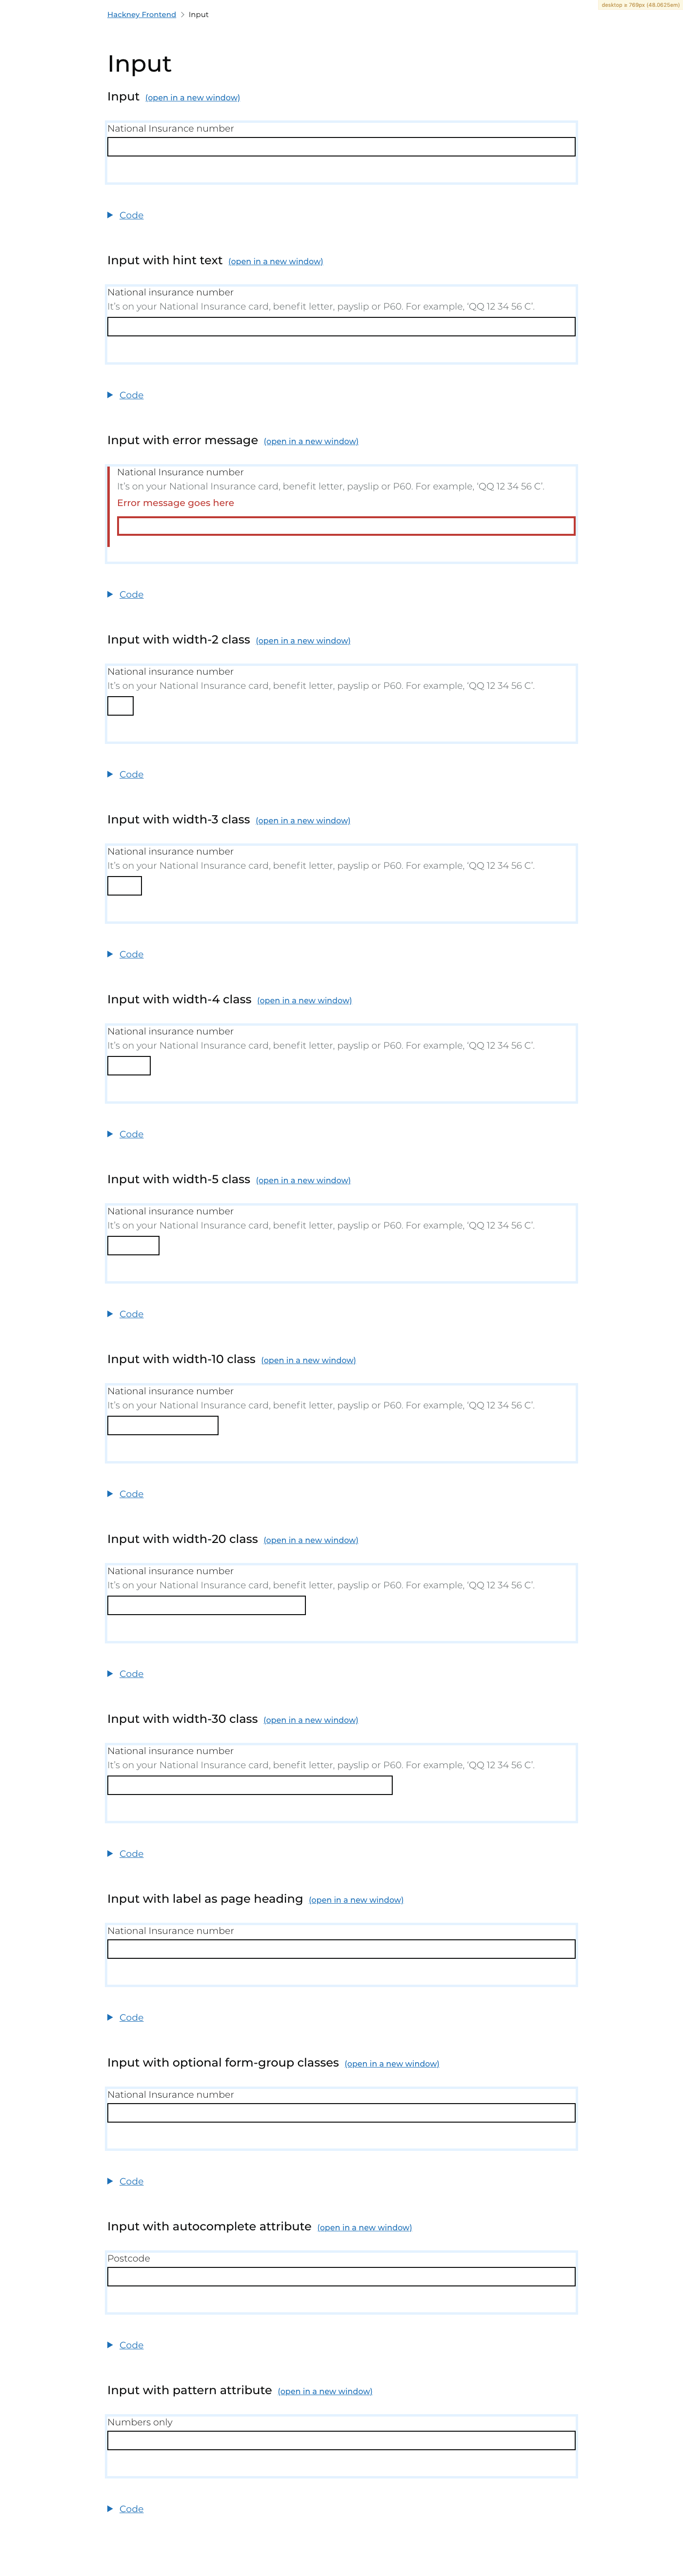 desktop ≥ 769px (48.0625em)
Hackney Frontend > Input
Input
Input (open in a new window)
National Insurance number
Code
Input with hint text (open in a new window)
National insurance number
It's on your National Insurance card, benefit letter, payslip or P60. For example, ‘QQ 12 34 56 C’.
Code
Input with error message (open in a new window)
National Insurance number
It's on your National Insurance card, benefit letter, payslip or P60. For example, ‘QQ 12 34 56 C’.
Error message goes here
Code
Input with width-2 class (open in a new window)
National insurance number
It's on your National Insurance card, benefit letter, payslip or P60. For example, ‘QQ 12 34 56 C’.
Code
Input with width-3 class (open in a new window)
National insurance number
It's on your National Insurance card, benefit letter, payslip or P60. For example, ‘QQ 12 34 56 C’.
Code
Input with width-4 class (open in a new window)
National insurance number
It's on your National Insurance card, benefit letter, payslip or P60. For example, ‘QQ 12 34 56 C’.
Code
Input with width-5 class (open in a new window)
National insurance number
It's on your National Insurance card, benefit letter, payslip or P60. For example, ‘QQ 12 34 56 C’.
Code
Input with width-10 class (open in a new window)
National insurance number
It's on your National Insurance card, benefit letter, payslip or P60. For example, ‘QQ 12 34 56 C’.
Code
Input with width-20 class (open in a new window)
National insurance number
It's on your National Insurance card, benefit letter, payslip or P60. For example, ‘QQ 12 34 56 C’.
Code
Input with width-30 class (open in a new window)
National insurance number
It's on your National Insurance card, benefit letter, payslip or P60. For example, ‘QQ 12 34 56 C’.
Code
Input with label as page heading (open in a new window)
National Insurance number
Code
Input with optional form-group classes (open in a new window)
National Insurance number
Code
Input with autocomplete attribute (open in a new window)
Postcode
Code
Input with pattern attribute (open in a new window)
Numbers only
Code